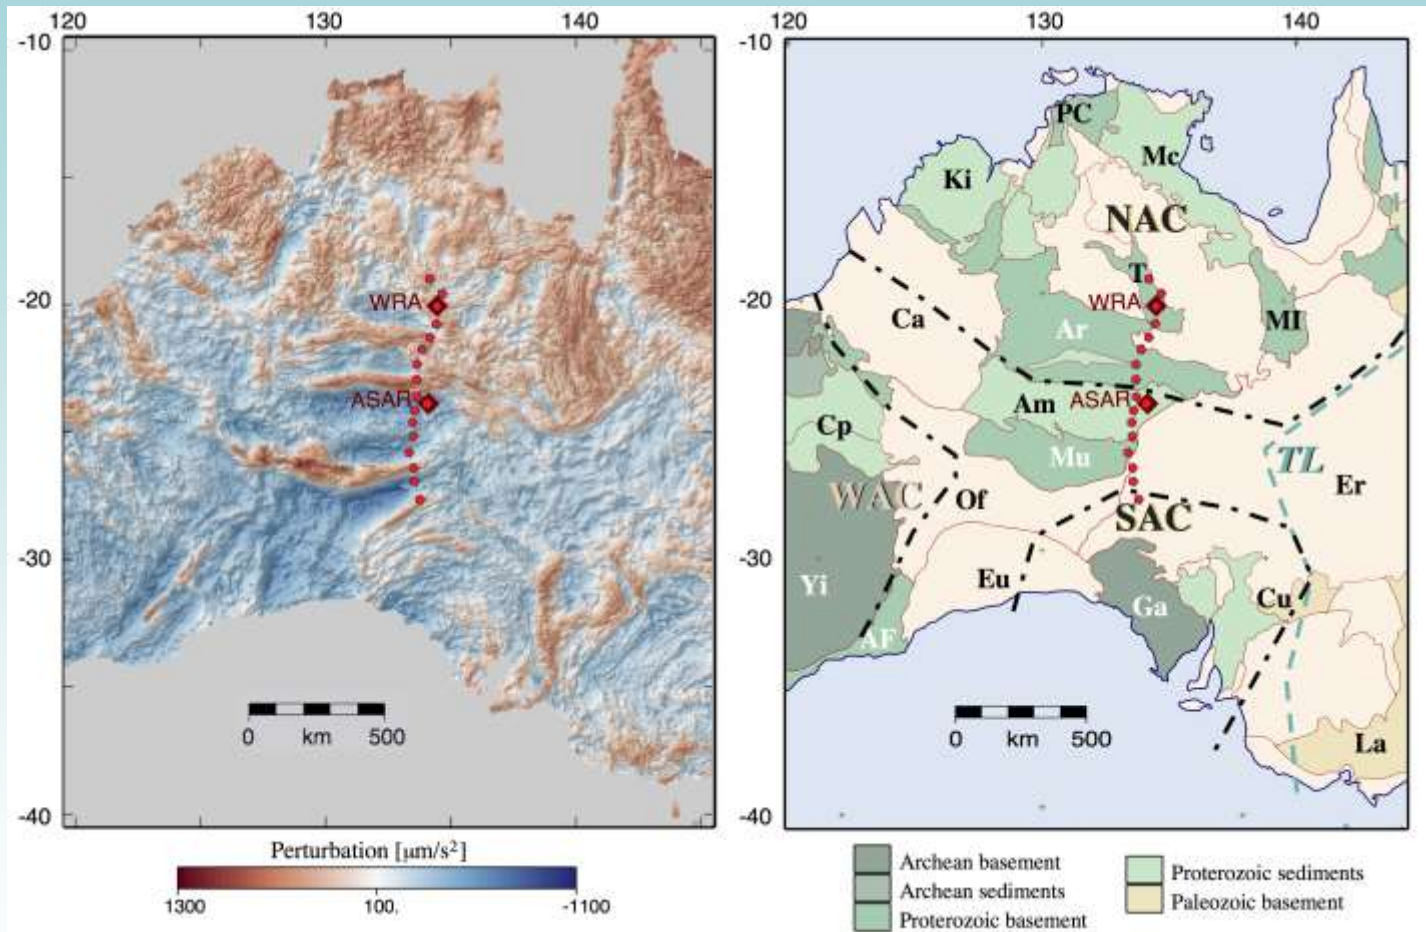 120
130
140
-10
-20
-30
-40
WRA
ASAR
0 km 500
Perturbation [μm/s²]
1300 100. -1100
120
130
140
-10
-20
-30
-40
PC
Mc
Ki
NAC
T
WRA
Ca
Ar
MI
Am
ASAR
Cp
Mu
TL
WAC
Of
SAC
Er
Yi
Eu
Ga
Cu
AF
0 km 500
La
Archean basement
Archean sediments
Proterozoic basement
Proterozoic sediments
Paleozoic basement